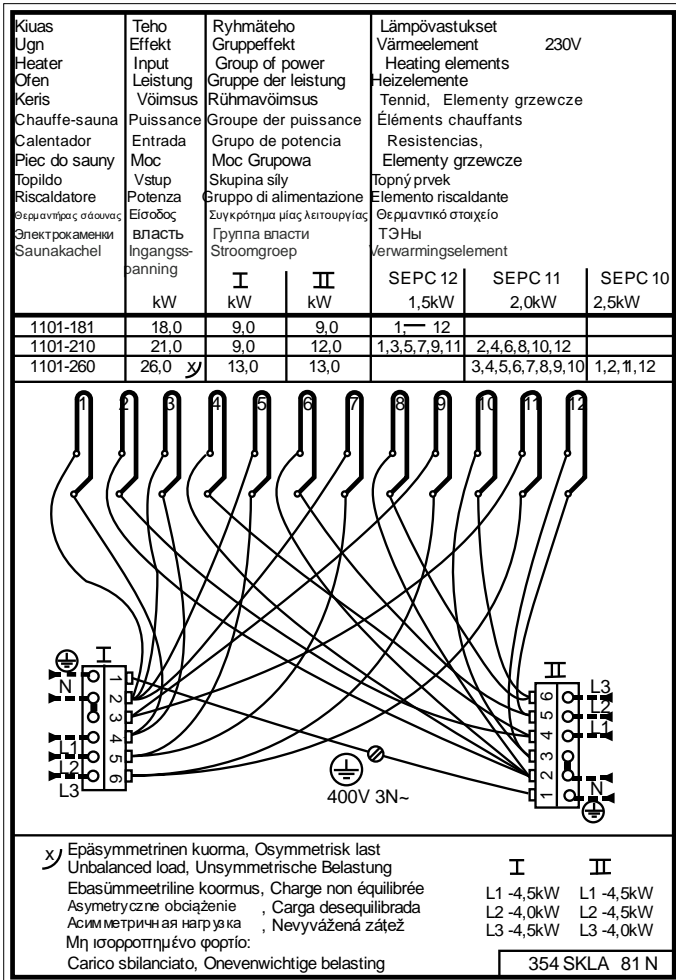 Kiuas Teho Ryhmäteho Lämpövastukset
Ugn Effekt Gruppeffekt Värmeelement 230V
Heater Input Group of power Heating elements
Ofen Leistung Gruppe der leistung Heizelemente
Keris Vöimsus Rühmavöimsus Tennid, Elementy grzewcze
Chauffe-sauna Puissance Groupe der puissance Éléments chauffants
Calentador Entrada Grupo de potencia Resistencias,
Piec do sauny Moc Moc Grupowa Elementy grzewcze
Topildo Vstup Skupina síly Topný prvek
Riscaldatore Potenza Gruppo di alimentazione Elemento riscaldante
Θερμαντήρας σάουνας Είσοδος Συγκρότημα μίας λειτουργίας Θερμαντικό στοιχείο
Электрокаменки власть Группа власти ТЭНы
Saunakachel Ingangss- Stroomgroep Verwarmingselement
panning
I II SEPC 12 SEPC 11 SEPC 10
kW kW kW 1,5kW 2,0kW 2,5kW
1101-181 18,0 9,0 9,0 1,— 12
1101-210 21,0 9,0 12,0 1,3,5,7,9,11 2,4,6,8,10,12
1101-260 26,0 x) 13,0 13,0 3,4,5,6,7,8,9,10 1,2,11,12
1 2 3 4 5 6 7 8 9 10 11 12
I
N
L1
L2
L3
1 2 3 4 5 6
400V 3N~
II
6 5 4 3 2 1
L3
L2
L1
N
x) Epäsymmetrinen kuorma, Osymmetrisk last
Unbalanced load, Unsymmetrische Belastung
Ebasümmeetriline koormus, Charge non équilibrée
Asymetryczne obciążenie , Carga desequilibrada
Асимметричная нагрузка , Nevyvážená zátež
Μη ισορροπημένο φορτίο:
Carico sbilanciato, Onevenwichtige belasting
I II
L1 -4,5kW L1 -4,5kW
L2 -4,0kW L2 -4,5kW
L3 -4,5kW L3 -4,0kW
354 SKLA 81 N